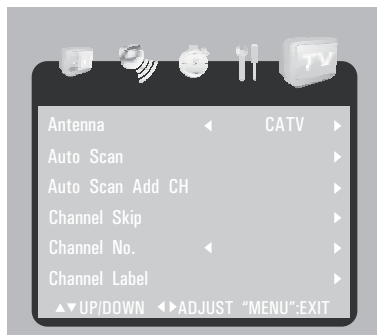 TV
Antenna ◀ CATV ▶
Auto Scan ▶
Auto Scan Add CH ▶
Channel Skip ▶
Channel No. ◀ ▶
Channel Label ▶
▲▼UP/DOWN ◀▶ADJUST “MENU”:EXIT